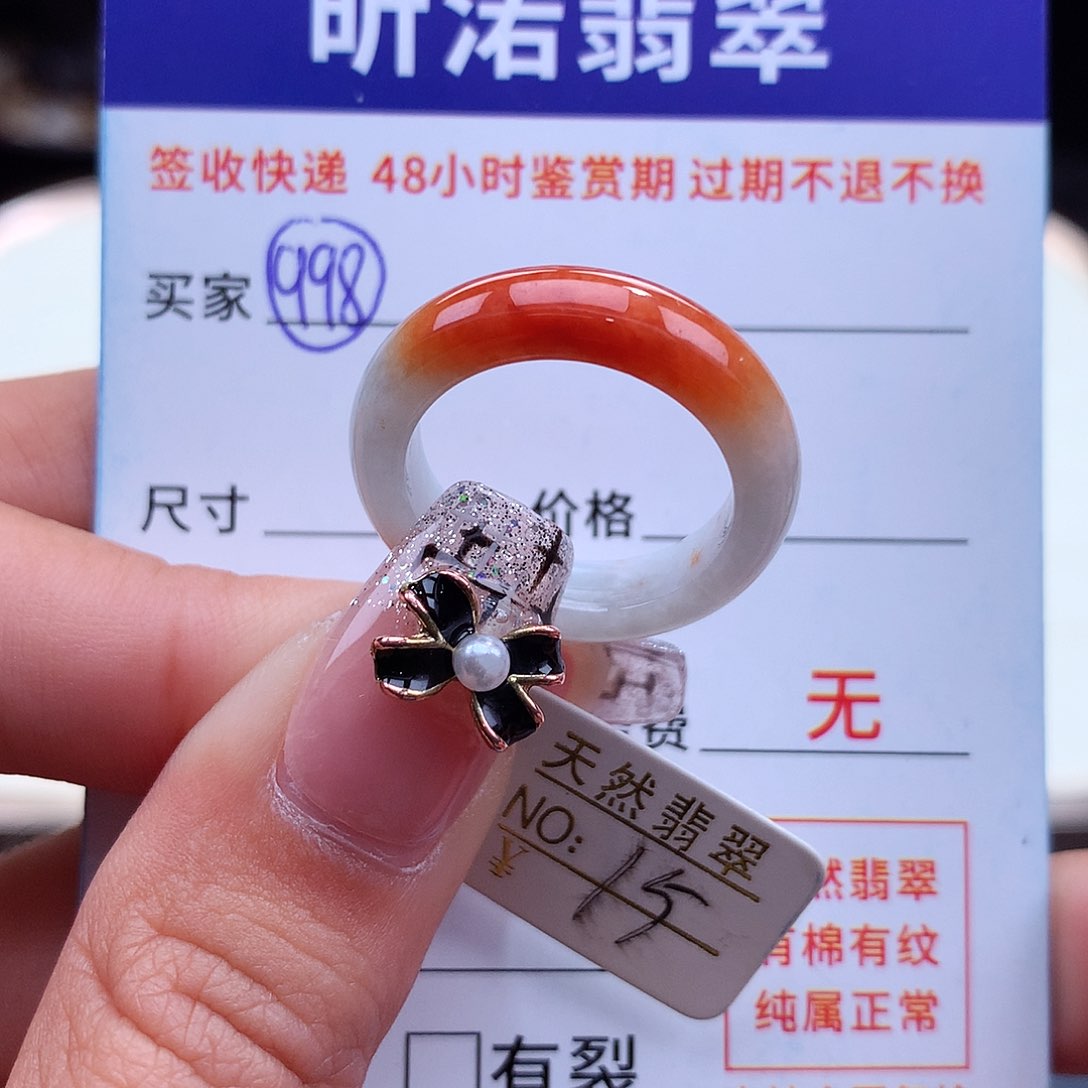 昕渃翡翠
签收快递 48小时鉴赏期 过期不退不换
买家 998
尺寸 价格
费 无
天然翡翠
NO: 15
然翡翠
有棉有纹
纯属正常
有裂